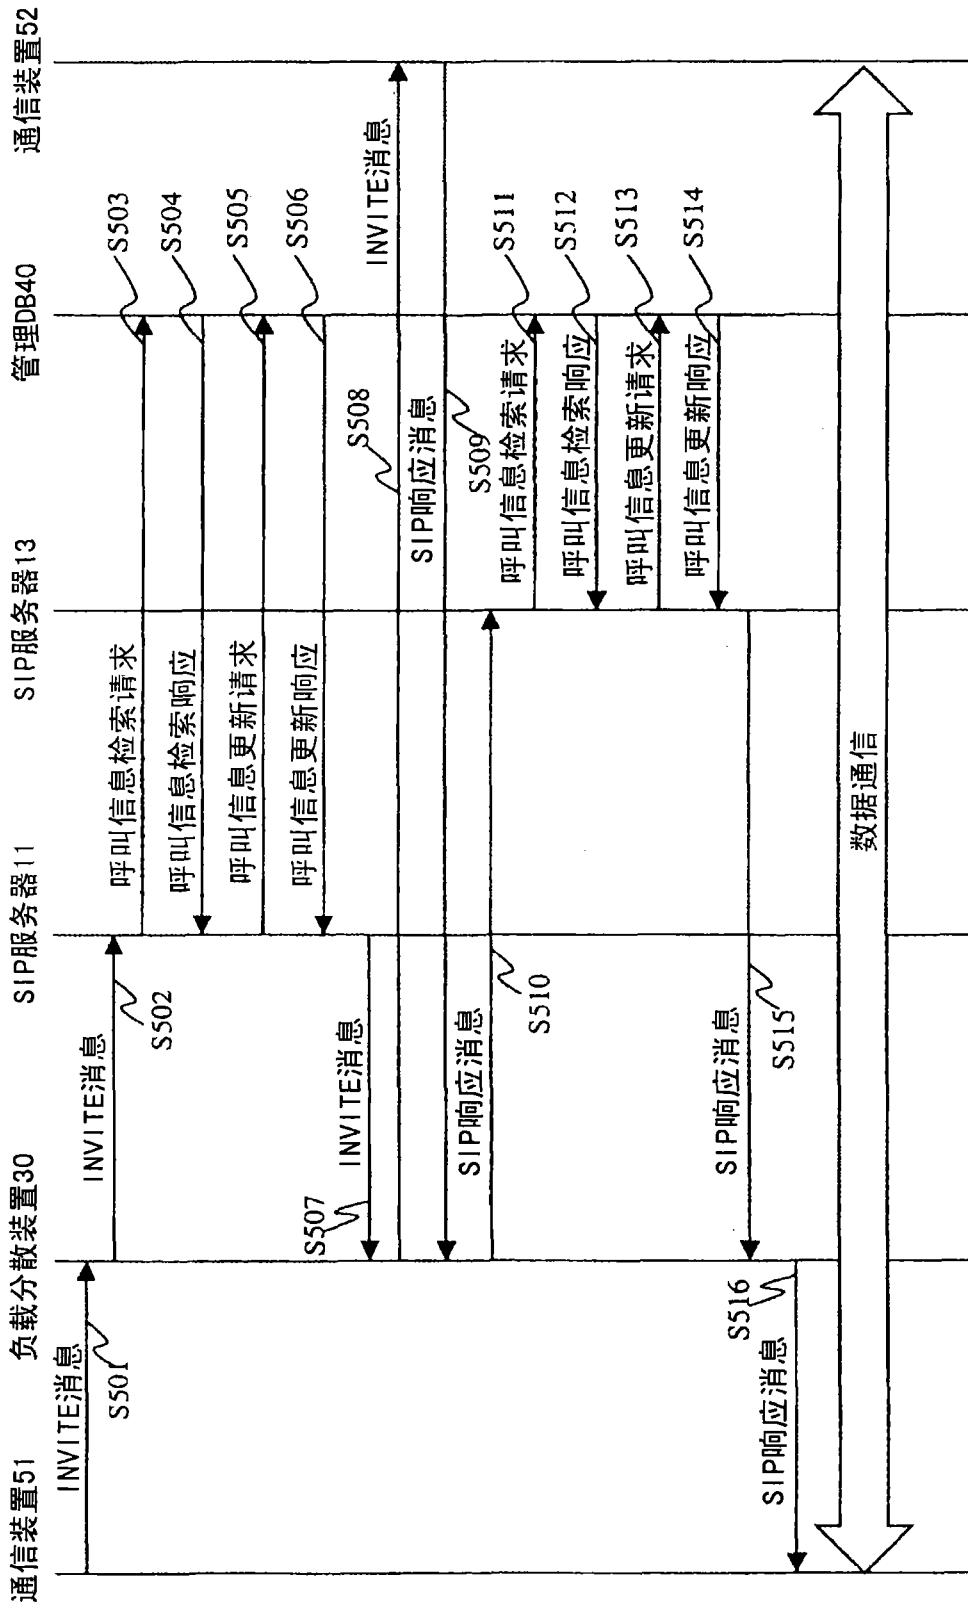 通信装置51
负载分散装置30
SIP服务器11
SIP服务器13
管理DB40
通信装置52
INVITE消息
S501
INVITE消息
S502
呼叫信息检索请求
S503
呼叫信息检索响应
S504
呼叫信息更新请求
S505
呼叫信息更新响应
S506
INVITE消息
S507
INVITE消息
S508
SIP响应消息
S509
SIP响应消息
S510
呼叫信息检索请求
S511
呼叫信息检索响应
S512
呼叫信息更新请求
S513
呼叫信息更新响应
S514
SIP响应消息
S515
SIP响应消息
S516
数据通信